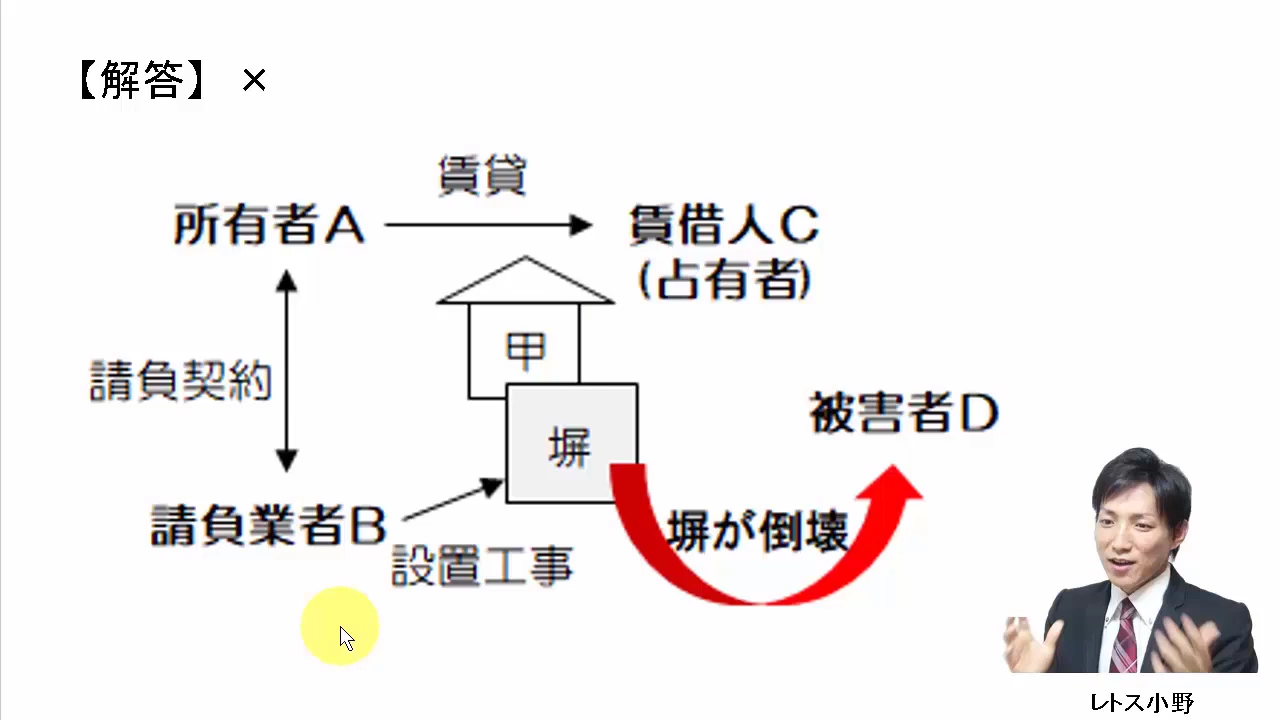 【解答】 ×
賃貸
所有者A
賃借人C
(占有者)
甲
請負契約
塀
被害者D
請負業者B
設置工事
塀が倒壊
レトス小野